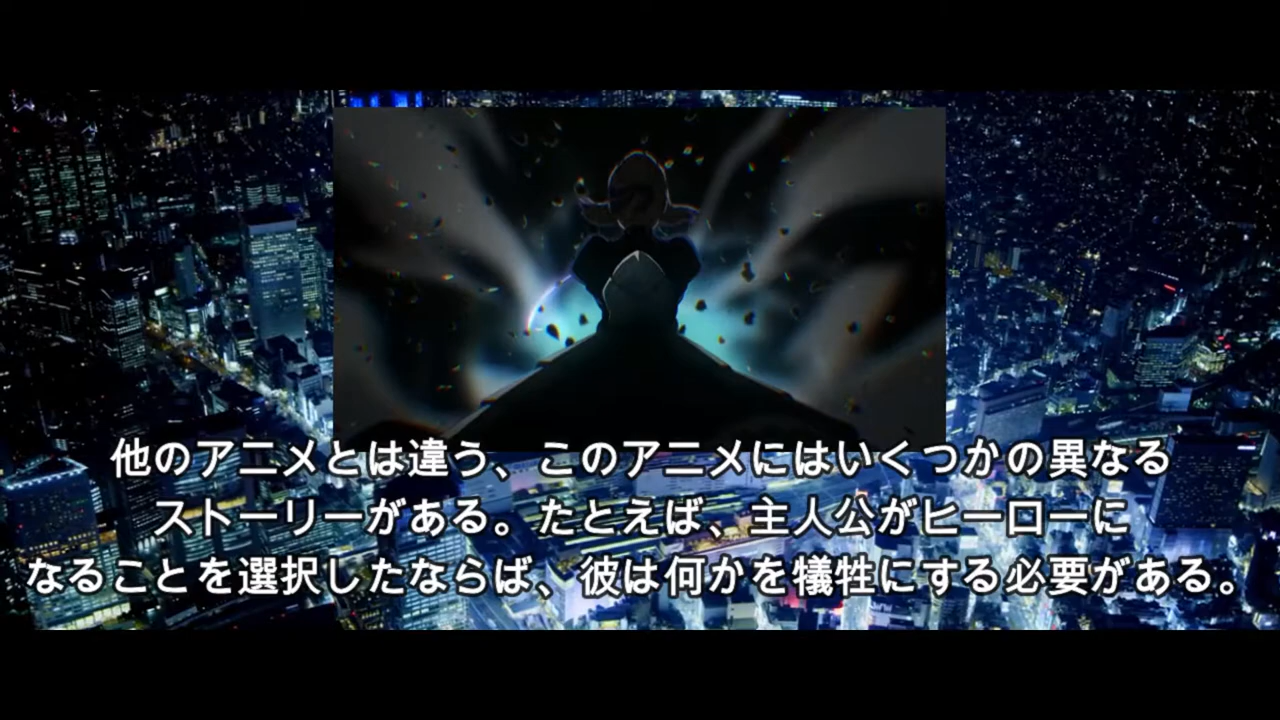 他のアニメとは違う、このアニメにはいくつかの異なる
ストーリーがある。たとえば、主人公がヒーローに
なることを選択したならば、彼は何かを犠牲にする必要がある。